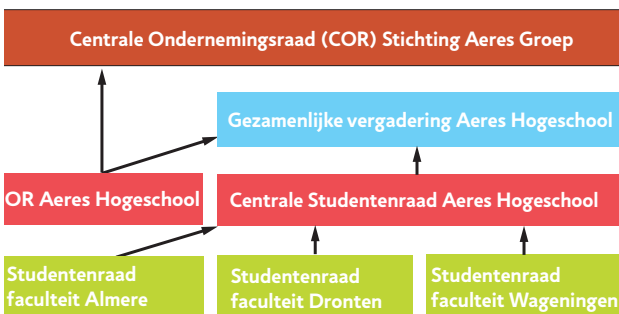 Centrale Ondernemingsraad (COR) Stichting Aeres Groep
Gezamenlijke vergadering Aeres Hogeschool
OR Aeres Hogeschool
Centrale Studentenraad Aeres Hogeschool
Studentenraad
faculteit Almere
Studentenraad
faculteit Dronten
Studentenraad
faculteit Wageningen